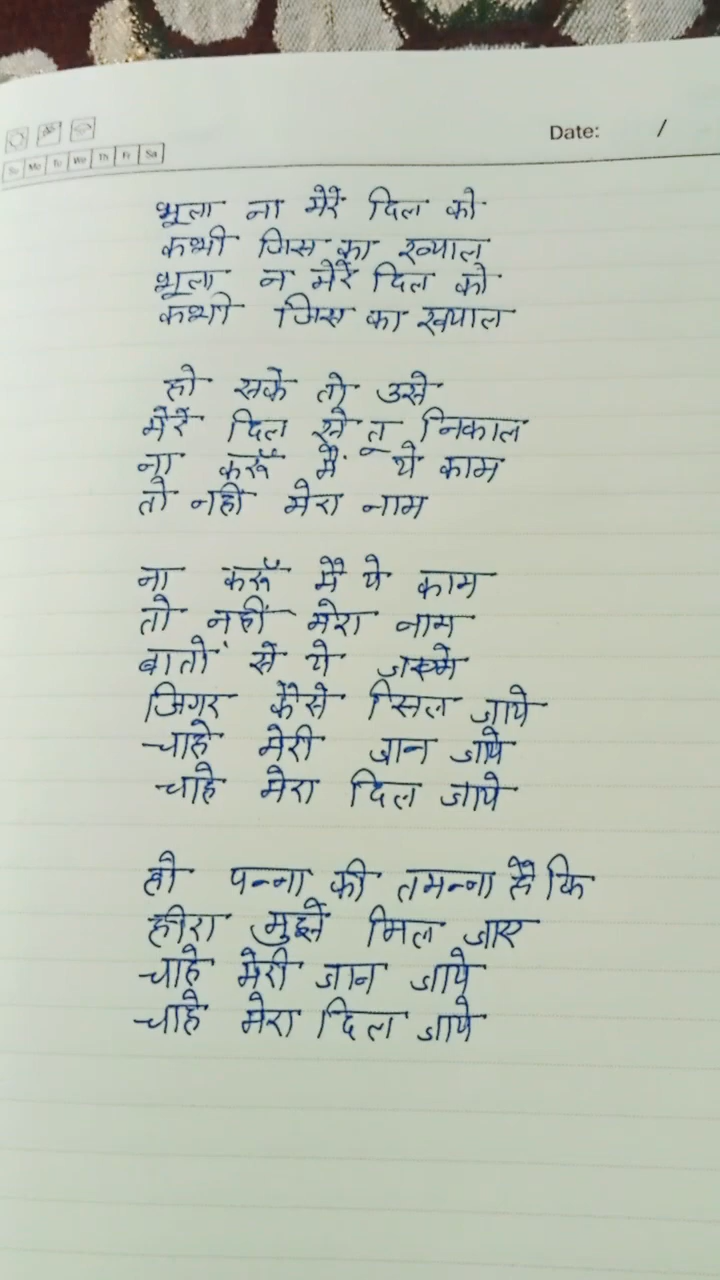 Date: /
Su Mo Tu We Th Fr Sa
भूला ना मेरे दिल को
कभी जिस का ख्याल
भूला न मेरे दिल को
कभी जिस का ख्याल
हो सके तो उसे
मेरे दिल से तू निकाल
ना करूँ मैं ये काम
तो नहीं मेरा नाम
ना करूँ मैं ये काम
तो नहीं मेरा नाम
बातों से ये जख्मे
जिगर कैसे सिल जाये
चाहे मेरी जान जाये
चाहे मेरा दिल जाये
हो पन्ना की तमन्ना है कि
हीरा मुझे मिल जाए
चाहे मेरी जान जाये
चाहे मेरा दिल जाये